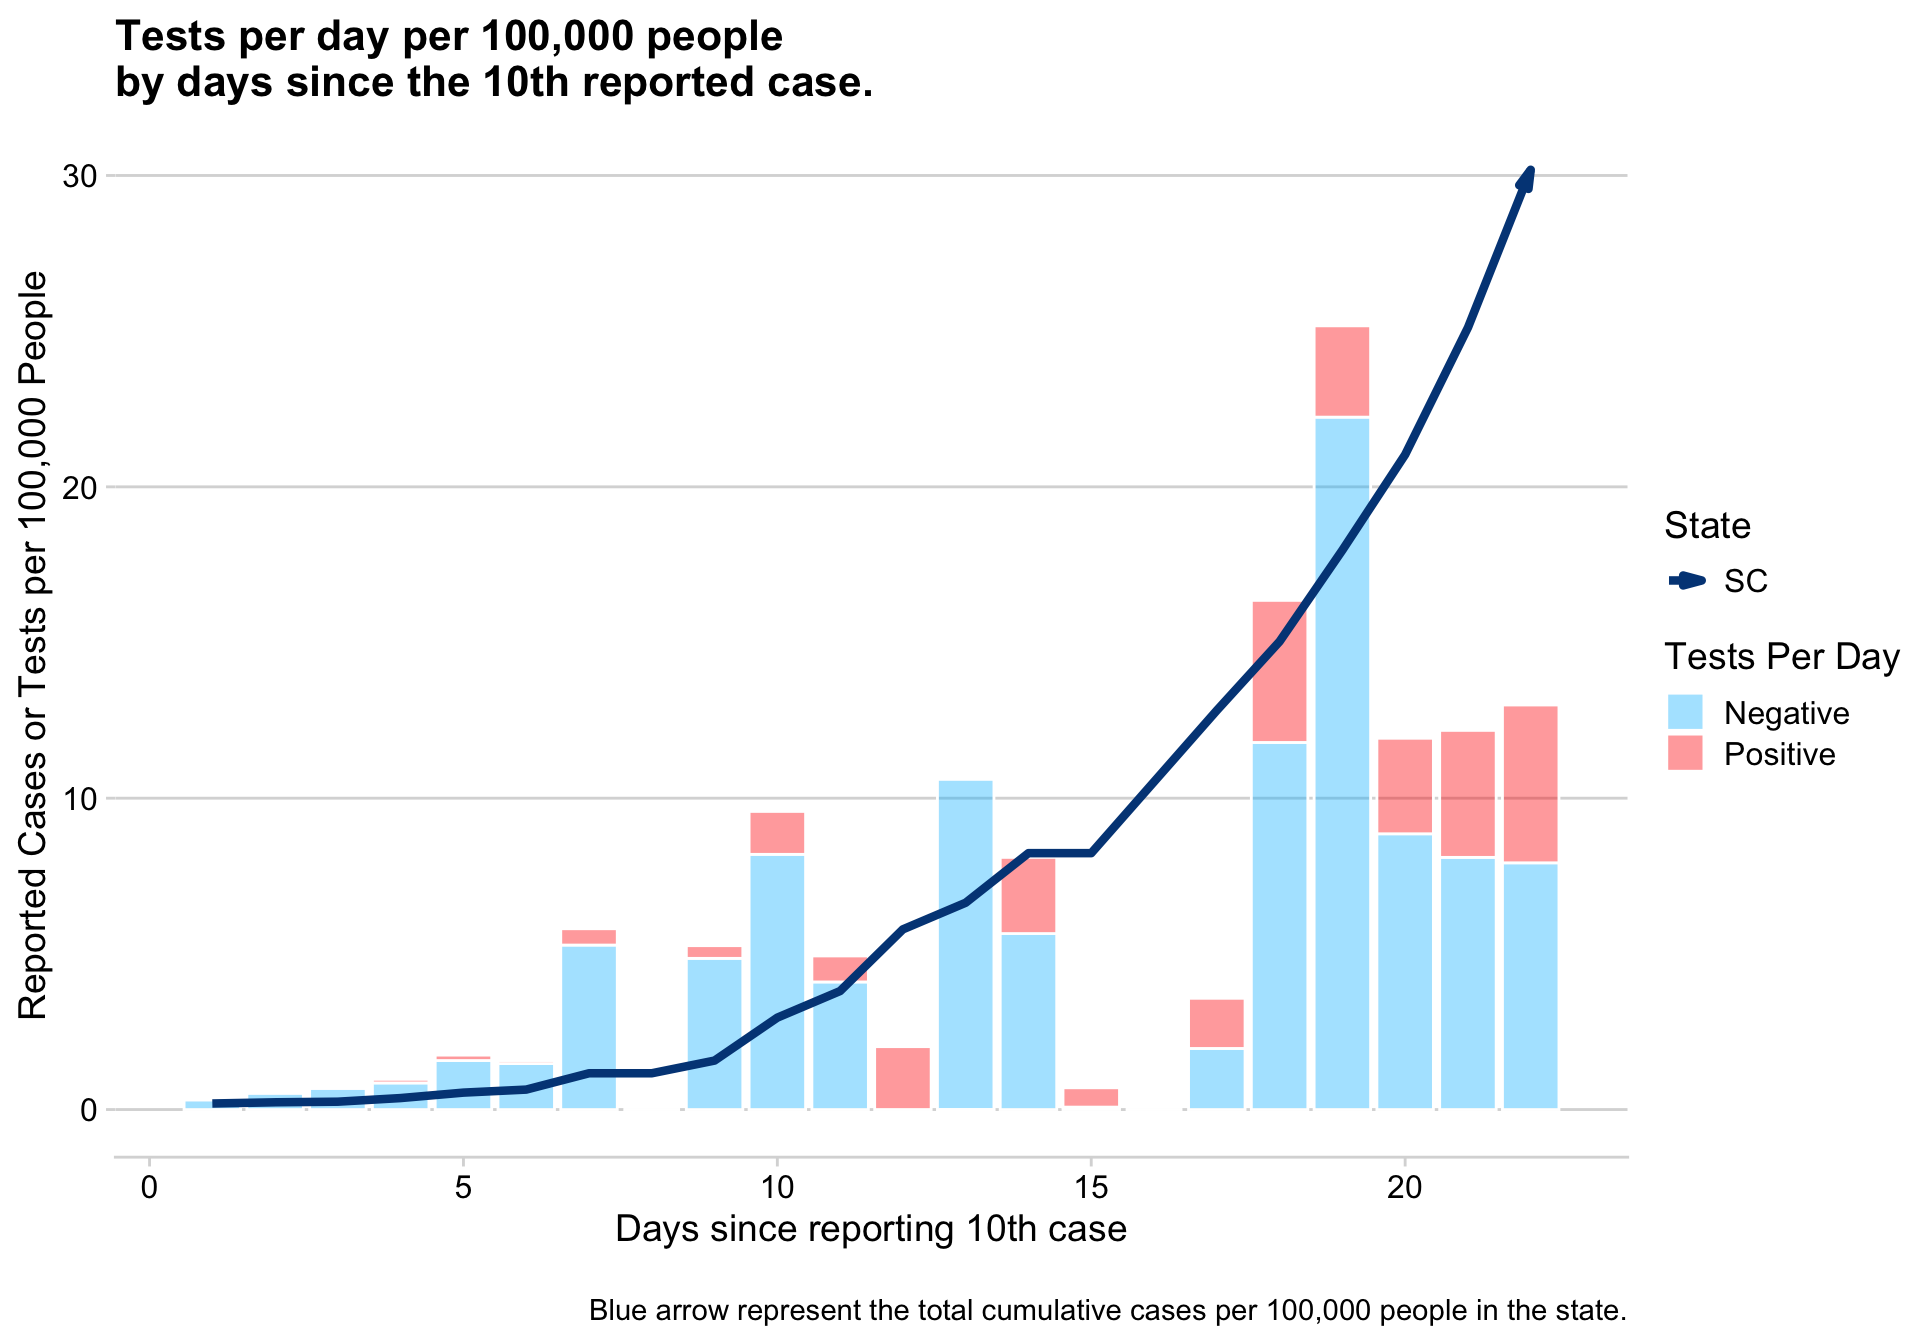 Tests per day per 100,000 people
by days since the 10th reported case.
Reported Cases or Tests per 100,000 People
30
20
10
0
0
5
10
15
20
Days since reporting 10th case
State
SC
Tests Per Day
Negative
Positive
Blue arrow represent the total cumulative cases per 100,000 people in the state.